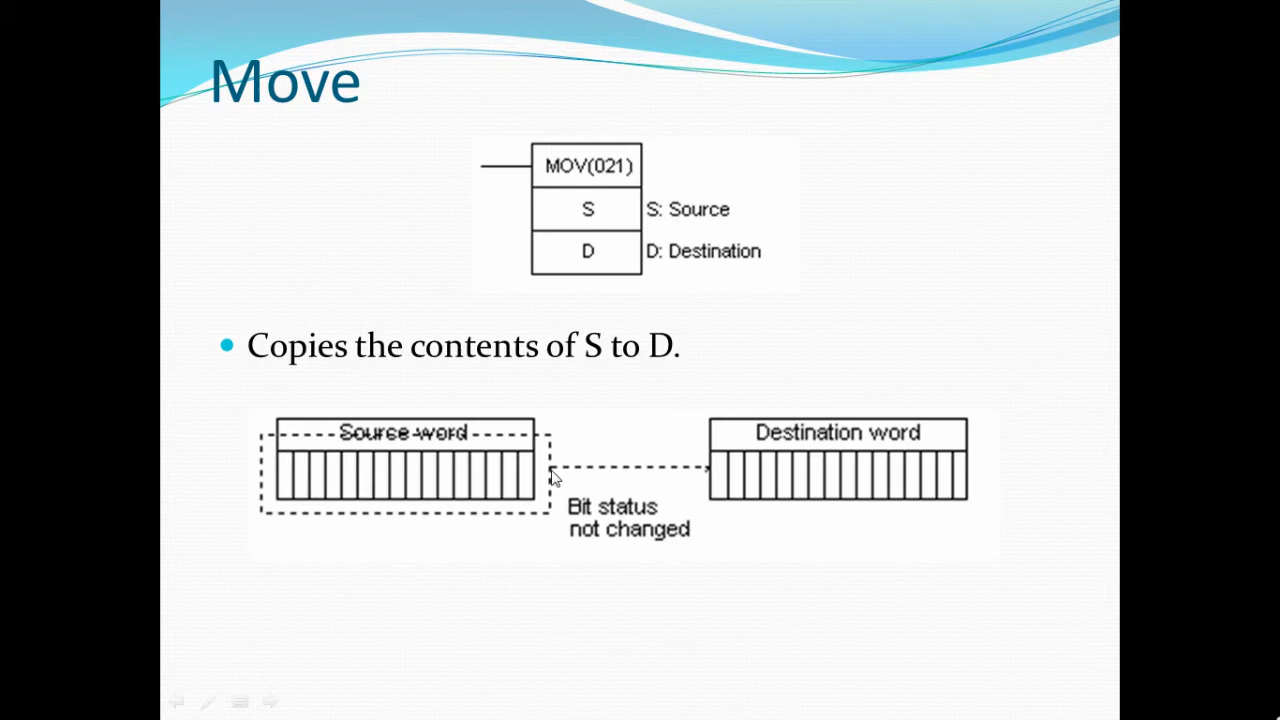 Move
MOV(021)
S
S: Source
D
D: Destination
Copies the contents of S to D.
Source word
Destination word
Bit status
not changed